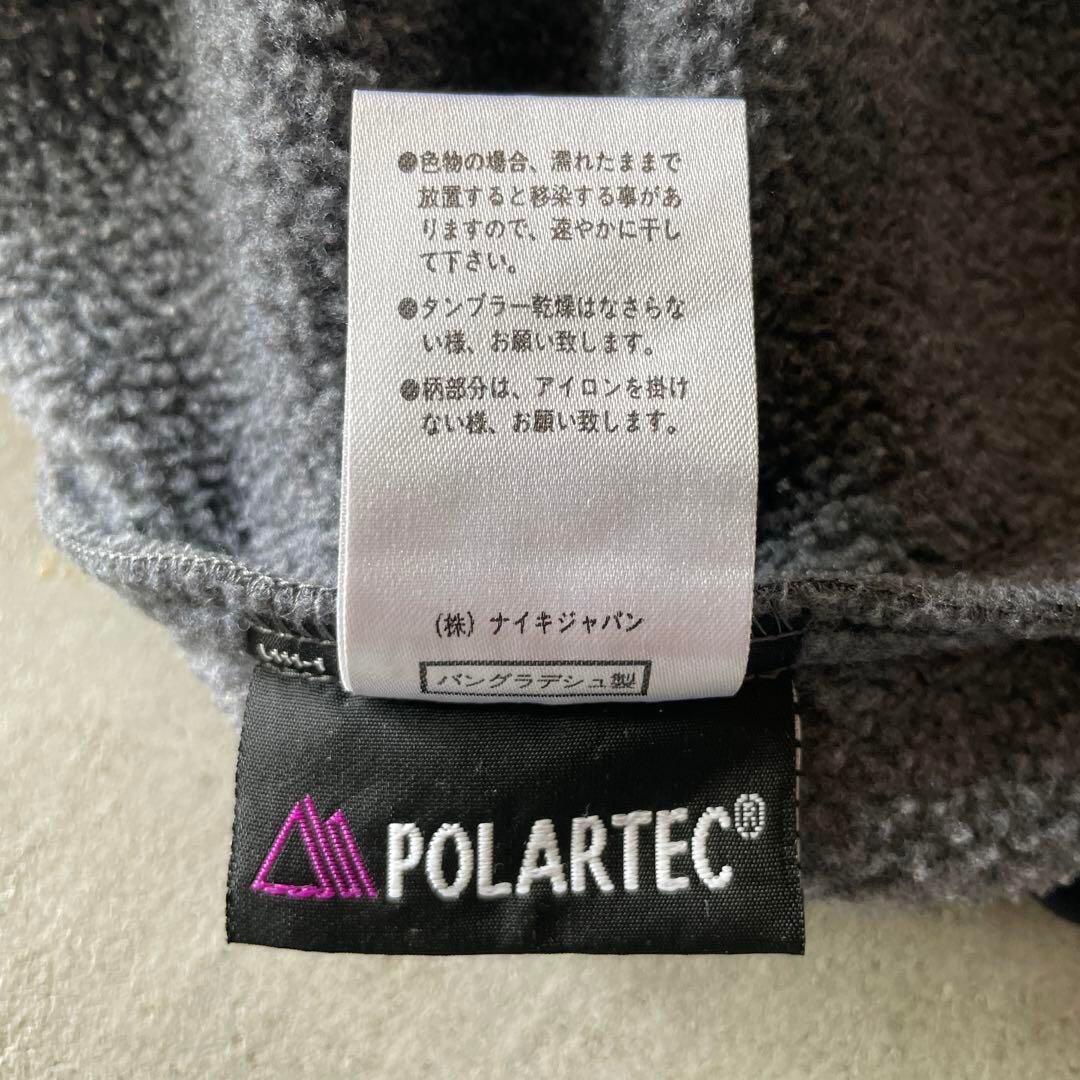 ●色物の場合、濡れたままで
放置すると移染する事があ
りますので、速やかに干し
て下さい。
●タンブラー乾燥はなさらな
い様、お願い致します。
●柄部分は、アイロンを掛け
ない様、お願い致します。
(株) ナイキジャパン
バングラデシュ製
POLARTEC®